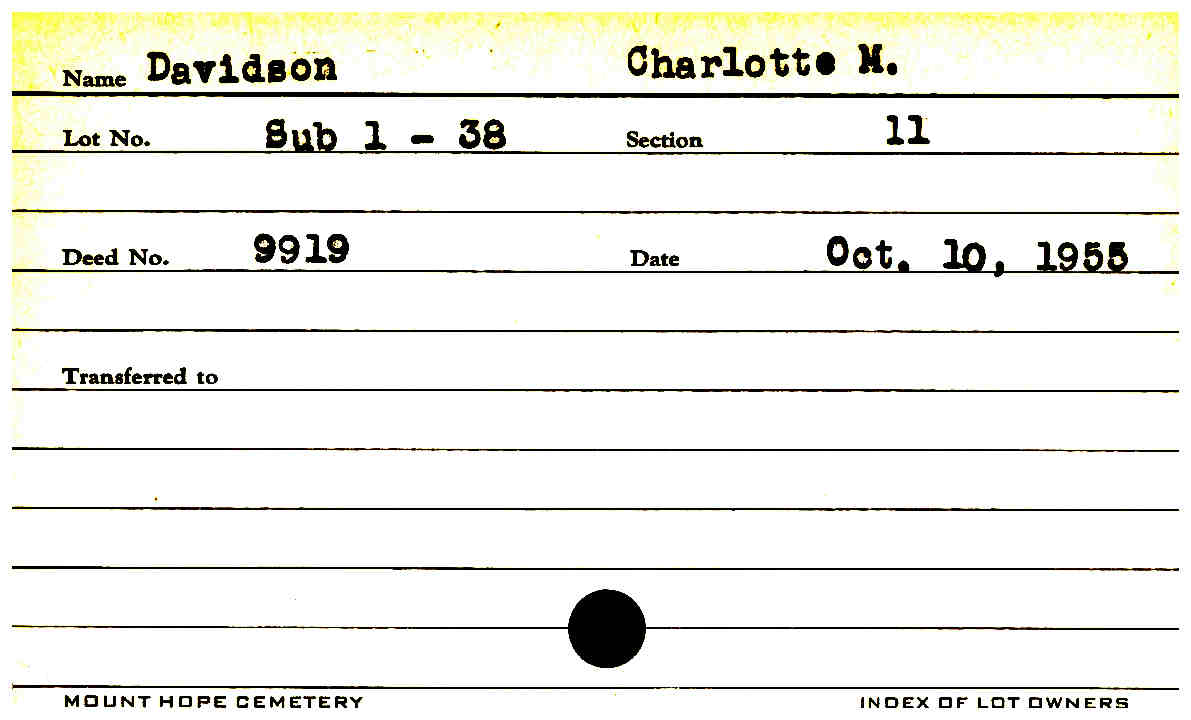 Name Davidson Charlotte M.
Lot No. Sub 1 - 38 Section 11
Deed No. 9919 Date Oct. 10, 1955
Transferred to
MOUNT HOPE CEMETERY INDEX OF LOT OWNERS